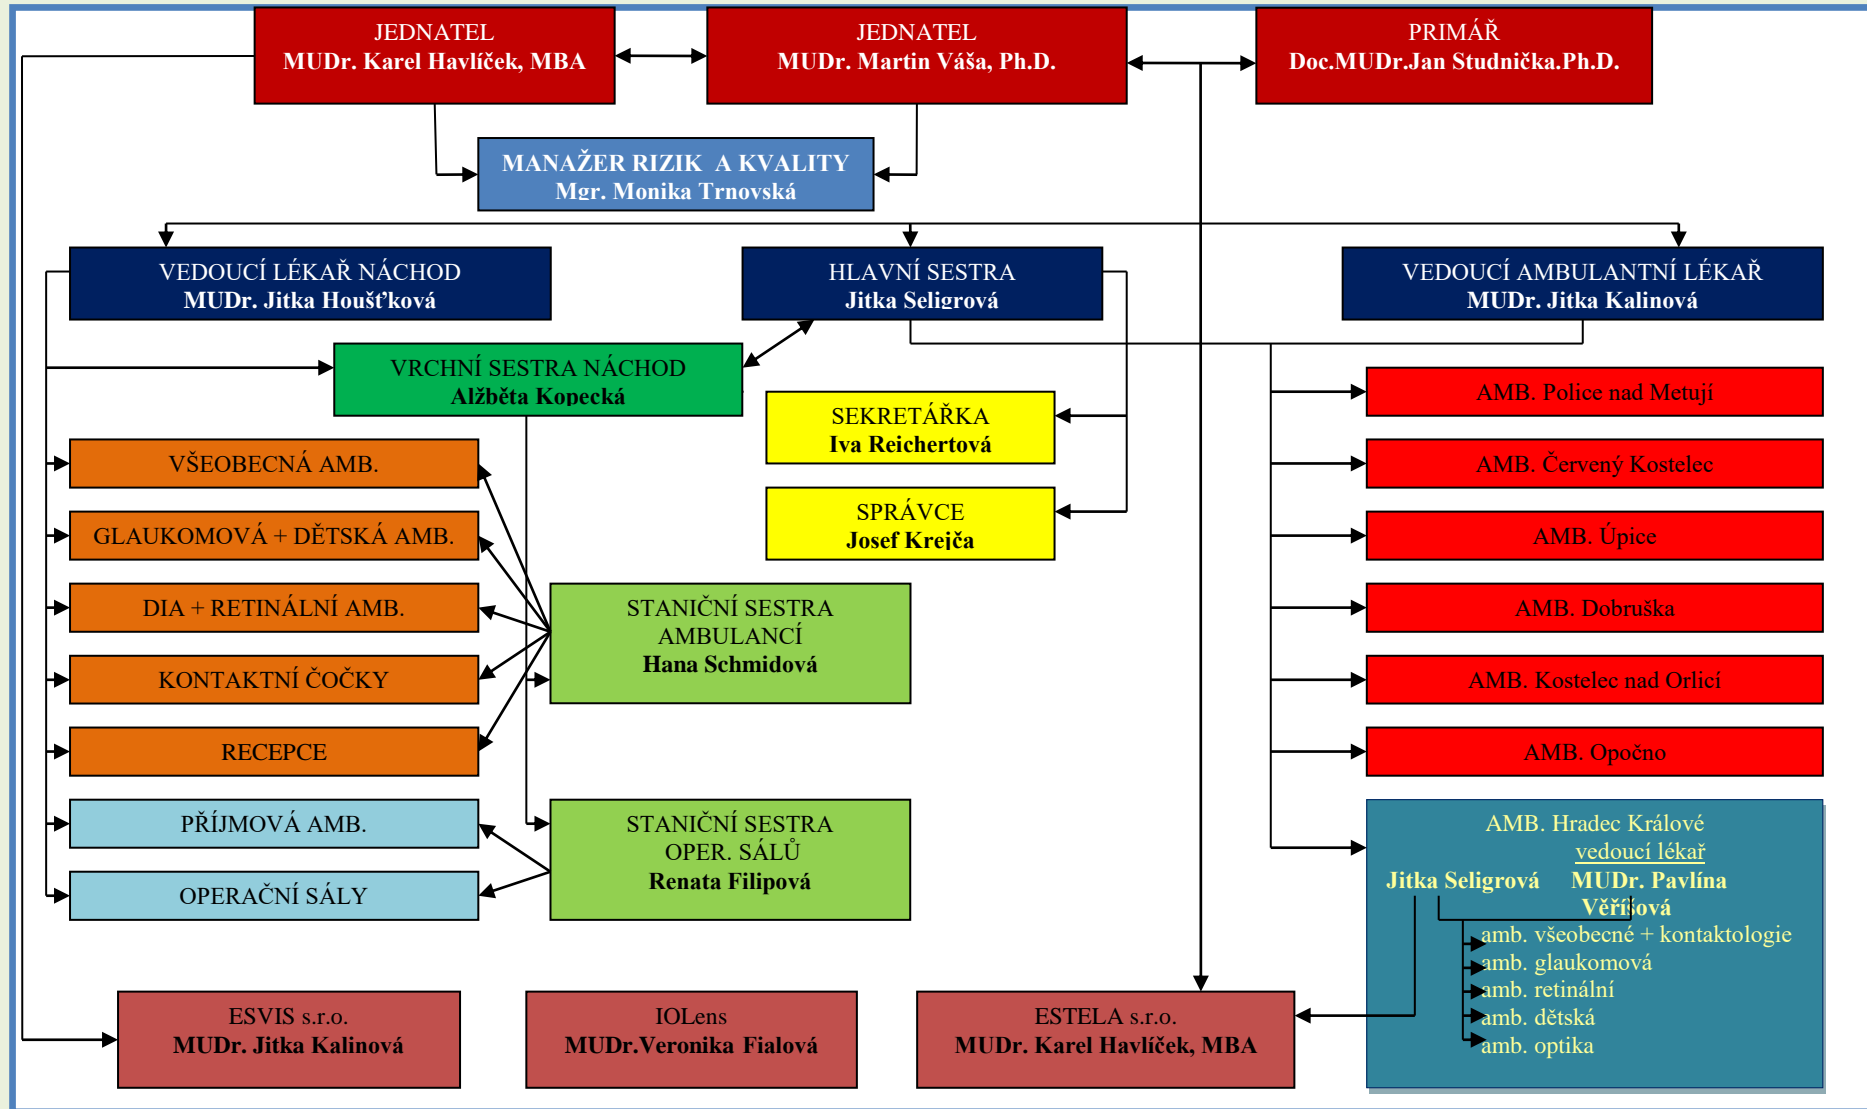 JEDNATEL
MUDr. Karel Havlíček, MBA
JEDNATEL
MUDr. Martin Váša, Ph.D.
PRIMÁŘ
Doc.MUDr.Jan Studnička.Ph.D.
MANAŽER RIZIK A KVALITY
Mgr. Monika Trnovská
VEDOUCÍ LÉKAŘ NÁCHOD
MUDr. Jitka Houšťková
HLAVNÍ SESTRA
Jitka Seligrová
VEDOUCÍ AMBULANTNÍ LÉKAŘ
MUDr. Jitka Kalinová
VRCHNÍ SESTRA NÁCHOD
Alžběta Kopecká
SEKRETÁŘKA
Iva Reichertová
SPRÁVCE
Josef Krejča
VŠEOBECNÁ AMB.
GLAUKOMOVÁ + DĚTSKÁ AMB.
DIA + RETINÁLNÍ AMB.
KONTAKTNÍ ČOČKY
RECEPCE
PŘÍJMOVÁ AMB.
OPERAČNÍ SÁLY
STANIČNÍ SESTRA
AMBULANCÍ
Hana Schmidová
STANIČNÍ SESTRA
OPER. SÁLŮ
Renata Filipová
AMB. Police nad Metují
AMB. Červený Kostelec
AMB. Úpice
AMB. Dobruška
AMB. Kostelec nad Orlicí
AMB. Opočno
AMB. Hradec Králové
vedoucí lékař
Jitka Seligrová MUDr. Pavlína
Věříšová
amb. všeobecné + kontaktologie
amb. glaukomová
amb. retinální
amb. dětská
amb. optika
ESVIS s.r.o.
MUDr. Jitka Kalinová
IOLens
MUDr.Veronika Fialová
ESTELA s.r.o.
MUDr. Karel Havlíček, MBA